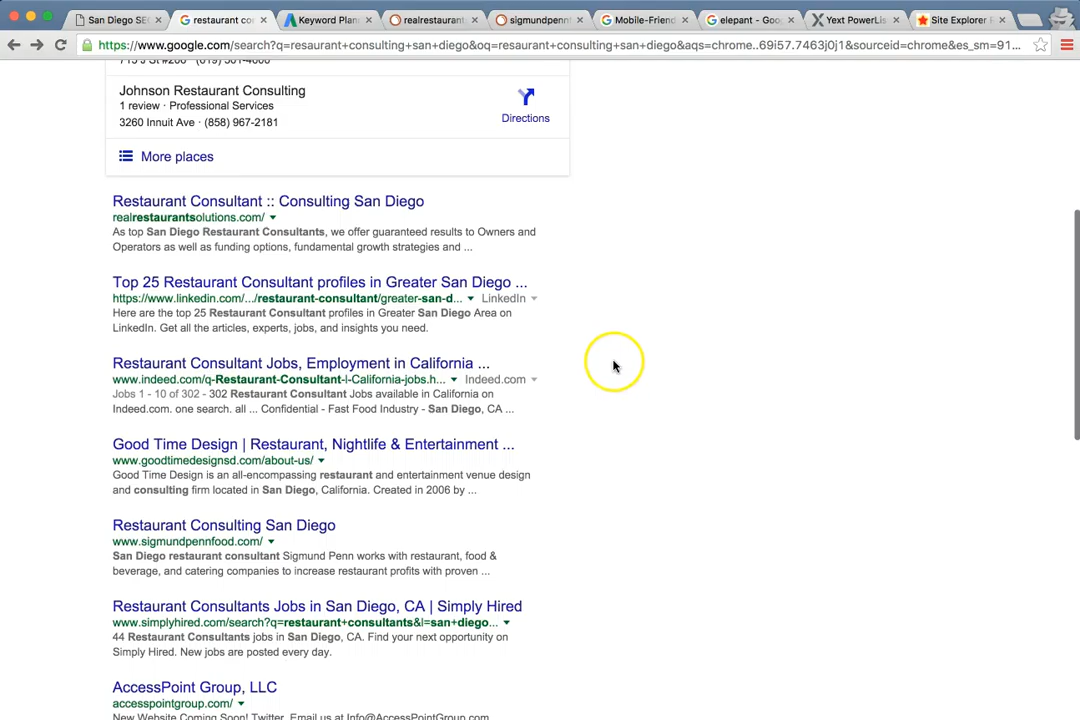 San Diego SE
restaurant co
Keyword Plan
realrestaurant
sigmundpenn
Mobile-Friend
elepant - Goo
Yext PowerLis
Site Explorer
https://www.google.com/search?q=resaurant+consulting+san+diego&oq=resaurant+consulting+san+diego&aqs=chrome..69i57.7463j0j1&sourceid=chrome&es_sm=91...
Johnson Restaurant Consulting
1 review · Professional Services
3260 Innuit Ave · (858) 967-2181
Directions
More places
Restaurant Consultant :: Consulting San Diego
realrestaurantsolutions.com/
As top San Diego Restaurant Consultants, we offer guaranteed results to Owners and
Operators as well as funding options, fundamental growth strategies and ...
Top 25 Restaurant Consultant profiles in Greater San Diego ...
https://www.linkedin.com/.../restaurant-consultant/greater-san-d... LinkedIn
Here are the top 25 Restaurant Consultant profiles in Greater San Diego Area on
LinkedIn. Get all the articles, experts, jobs, and insights you need.
Restaurant Consultant Jobs, Employment in California ...
www.indeed.com/q-Restaurant-Consultant-l-California-jobs.h... Indeed.com
Jobs 1 - 10 of 302 - 302 Restaurant Consultant Jobs available in California on
Indeed.com. one search. all ... Confidential - Fast Food Industry - San Diego, CA ...
Good Time Design | Restaurant, Nightlife & Entertainment ...
www.goodtimedesignsd.com/about-us/
Good Time Design is an all-encompassing restaurant and entertainment venue design
and consulting firm located in San Diego, California. Created in 2006 by ...
Restaurant Consulting San Diego
www.sigmundpennfood.com/
San Diego restaurant consultant Sigmund Penn works with restaurant, food &
beverage, and catering companies to increase restaurant profits with proven ...
Restaurant Consultants Jobs in San Diego, CA | Simply Hired
www.simplyhired.com/search?q=restaurant+consultants&l=san+diego...
44 Restaurant Consultants jobs in San Diego, CA. Find your next opportunity on
Simply Hired. New jobs are posted every day.
AccessPoint Group, LLC
accesspointgroup.com/
New Website Coming Soon! Twitter. Email us at Info@AccessPointGroup.com